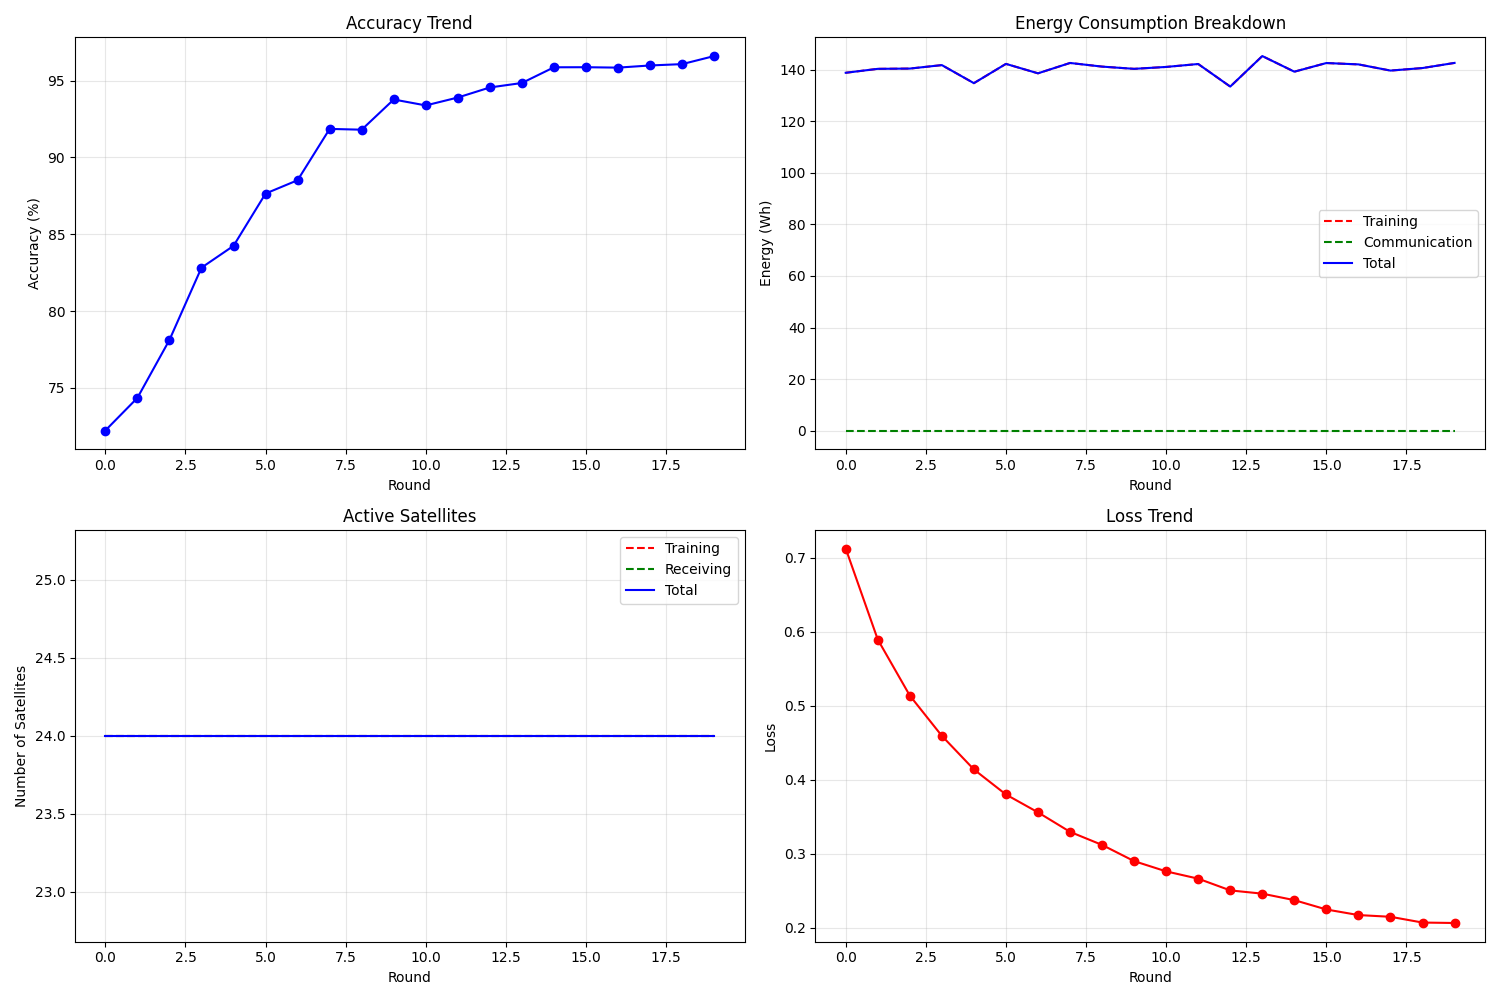 Accuracy Trend
Accuracy (%)
95
90
85
80
75
0.0 2.5 5.0 7.5 10.0 12.5 15.0 17.5
Round
Energy Consumption Breakdown
Energy (Wh)
140
120
100
80
60
40
20
0
Training
Communication
Total
0.0 2.5 5.0 7.5 10.0 12.5 15.0 17.5
Round
Active Satellites
Number of Satellites
25.0
24.5
24.0
23.5
23.0
Training
Receiving
Total
0.0 2.5 5.0 7.5 10.0 12.5 15.0 17.5
Round
Loss Trend
Loss
0.7
0.6
0.5
0.4
0.3
0.2
0.0 2.5 5.0 7.5 10.0 12.5 15.0 17.5
Round